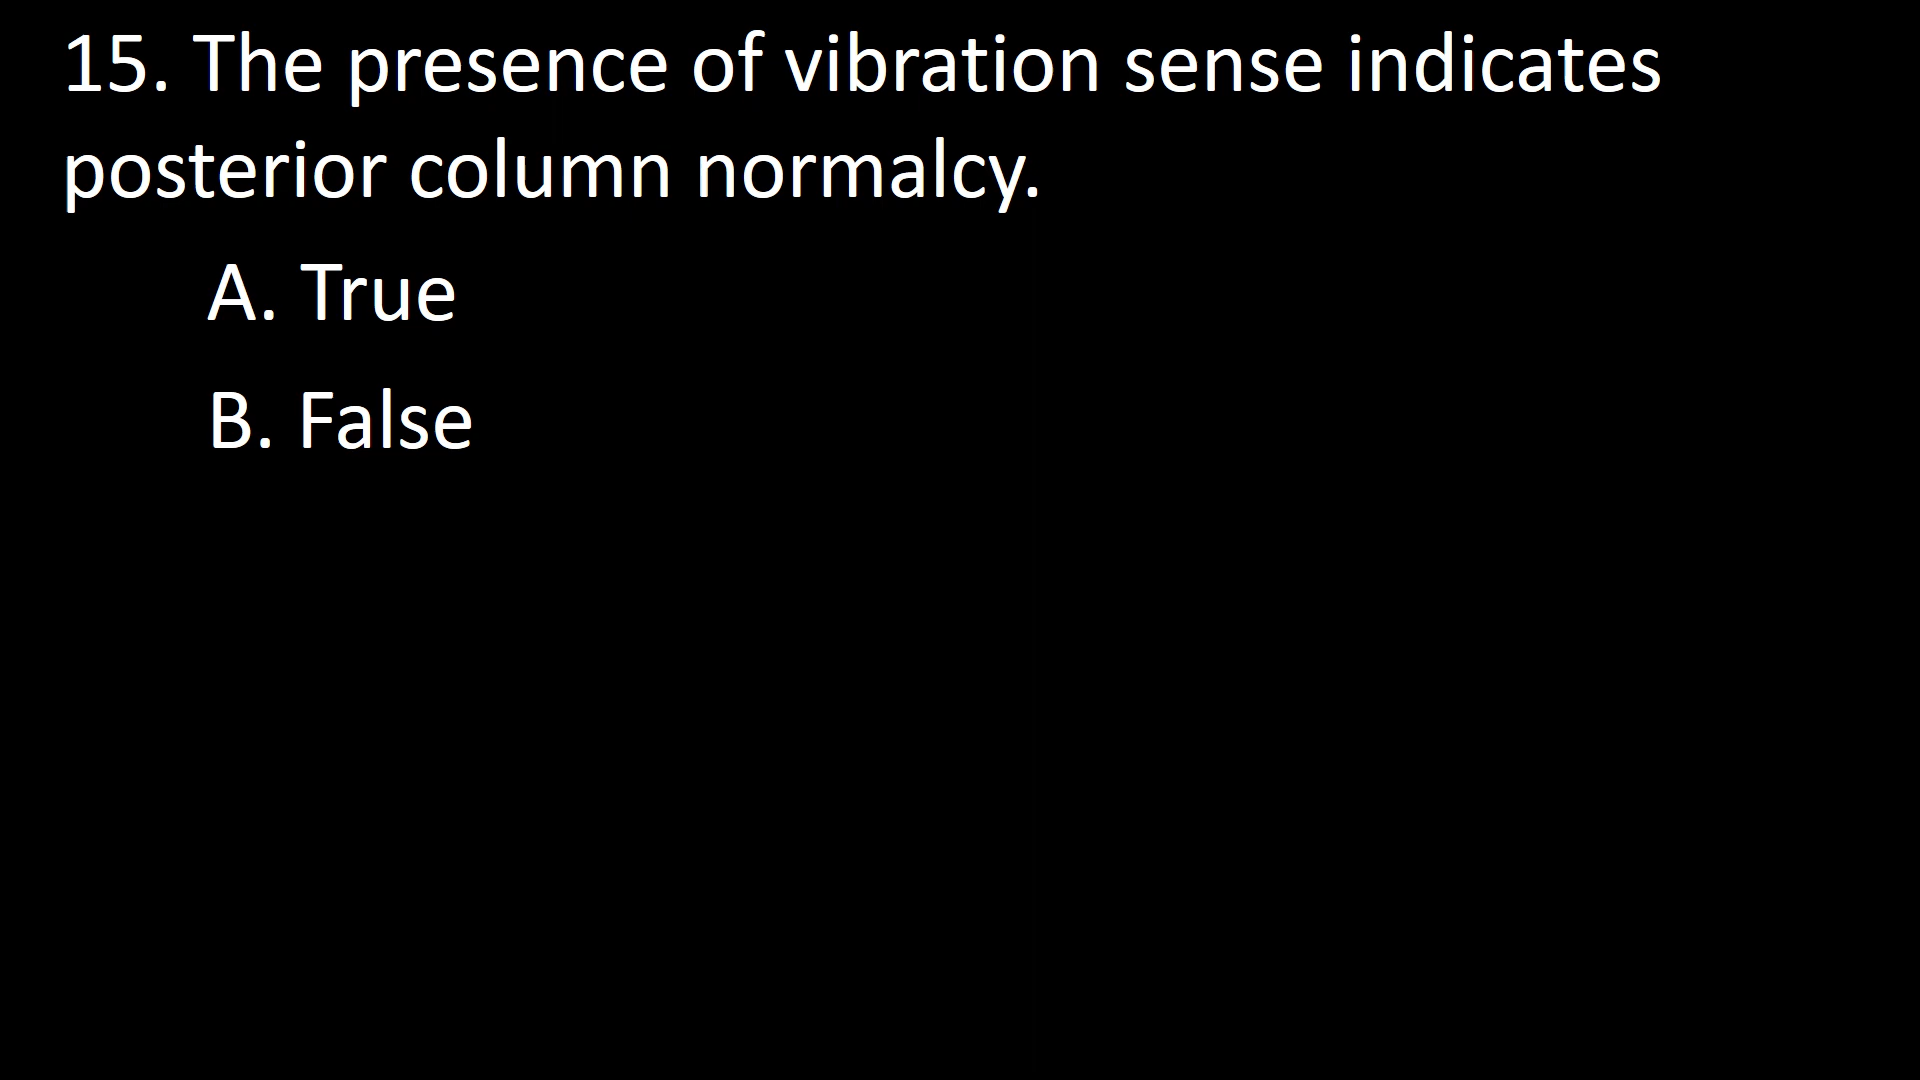 15. The presence of vibration sense indicates
posterior column normalcy.
A. True
B. False